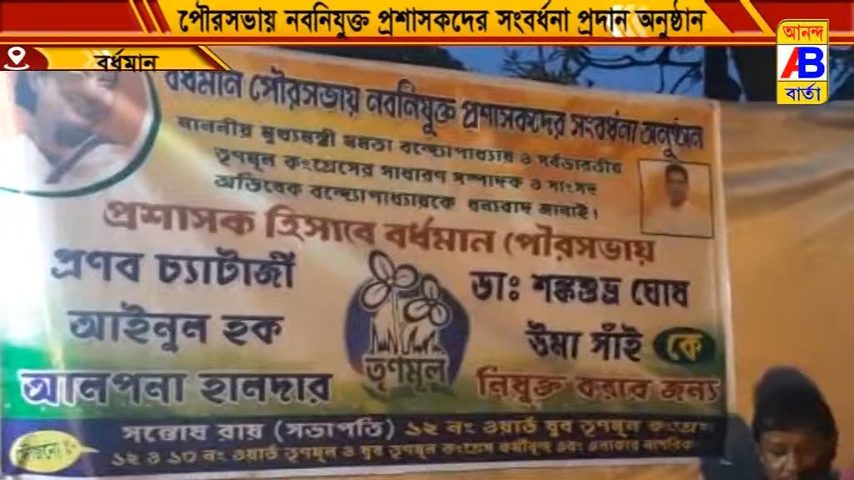 পৌরসভায় নবনিযুক্ত প্রশাসকদের সংবর্ধনা প্রদান অনুষ্ঠান
বর্ধমান
আনন্দ
AB
বার্তা
বর্ধমান পৌরসভায় নবনিযুক্ত প্রশাসকদের সংবর্ধনা অনুষ্ঠান
মাননীয় মুখ্যমন্ত্রী মমতা বন্দ্যোপাধ্যায় ও সর্বভারতীয়
তৃণমূল কংগ্রেসের সাধারণ সম্পাদক ও সাংসদ
অভিষেক বন্দ্যোপাধ্যায়কে ধন্যবাদ জানাই।
প্রশাসক হিসাবে বর্ধমান পৌরসভায়
প্রণব চ্যাটার্জী
ডাঃ শঙ্কশুভ্র ঘোষ
আইনুল হক
উমা সাঁই কে
আলপনা হালদার
তৃণমূল
নিযুক্ত করার জন্য
সন্তোষ রায় (সভাপতি) ১২ নং ওয়ার্ড যুব তৃণমূল কংগ্রেস
১২ ও ১৩ নং ওয়ার্ড তৃণমূল ও যুব তৃণমূল কংগ্রেস কর্মীবৃন্দ এবং এলাকার নাগরিক